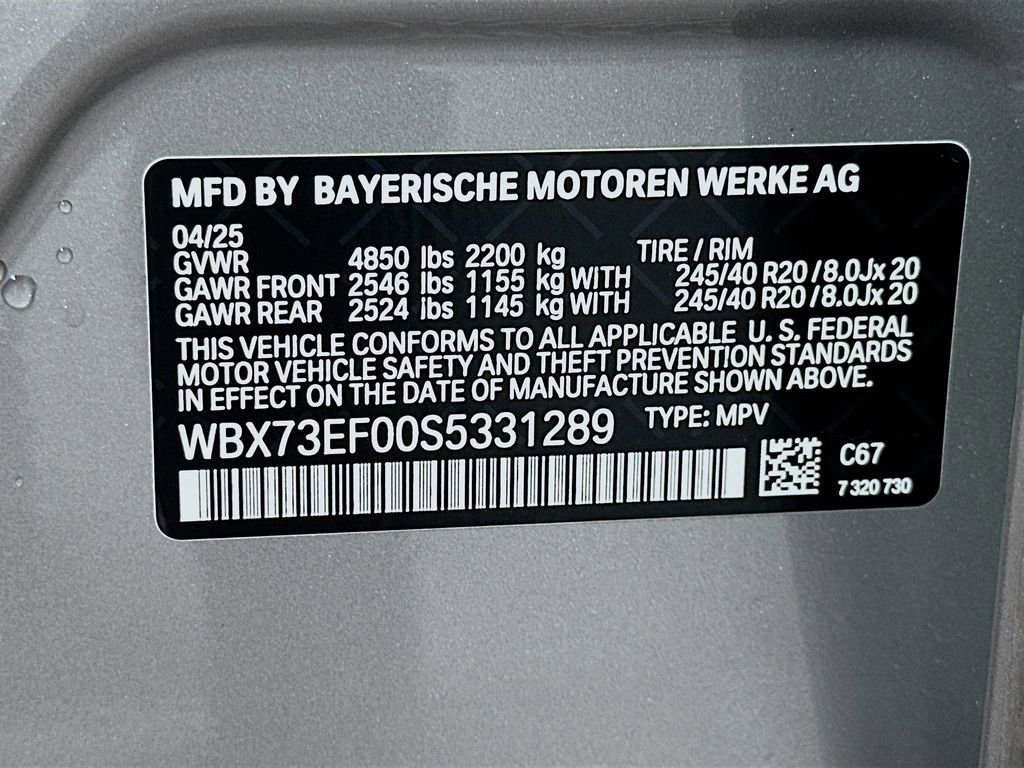 MFD BY BAYERISCHE MOTOREN WERKE AG
04/25
GVWR 4850 lbs 2200 kg TIRE / RIM
GAWR FRONT 2546 lbs 1155 kg WITH 245/40 R20 / 8.0Jx 20
GAWR REAR 2524 lbs 1145 kg WITH 245/40 R20 / 8.0Jx 20
THIS VEHICLE CONFORMS TO ALL APPLICABLE U. S. FEDERAL
MOTOR VEHICLE SAFETY AND THEFT PREVENTION STANDARDS
IN EFFECT ON THE DATE OF MANUFACTURE SHOWN ABOVE.
WBX73EF00S5331289 TYPE: MPV
C67
7 320 730